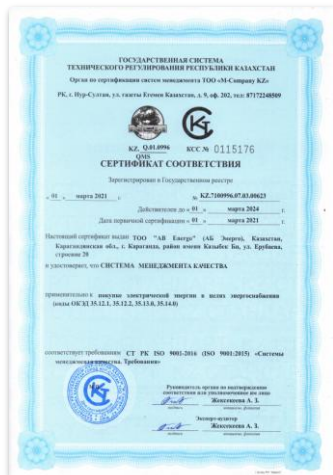 ГОСУДАРСТВЕННАЯ СИСТЕМА
ТЕХНИЧЕСКОГО РЕГУЛИРОВАНИЯ РЕСПУБЛИКИ КАЗАХСТАН
Орган по сертификации систем менеджмента ТОО «M-Company KZ»
РК, г. Нур-Султан, ул. газеты Егемен Казахстан, д. 9, оф. 202, тел: 87172248509
KZ. Q.01.0996
QMS
КСС № 0115176
СЕРТИФИКАТ СООТВЕТСТВИЯ
Зарегистрирован в Государственном реестре
« 01 » марта 2021 г. № KZ.7100996.07.03.00623
Действителен до « 01 » марта 2024 г.
Дата первичной сертификации « 01 » марта 2021 г.
Настоящий сертификат выдан ТОО "AB Energo" (АБ Энерго), Казахстан,
Карагандинская обл., г. Караганда, район имени Казыбек Би, ул. Ерубаева,
строение 20
и удостоверяет, что СИСТЕМА МЕНЕДЖМЕНТА КАЧЕСТВА
применительно к покупке электрической энергии в целях энергоснабжения
(коды ОКЭД 35.12.1, 35.12.2, 35.13.0, 35.14.0)
соответствует требованиям СТ РК ISO 9001-2016 (ISO 9001:2015) «Системы
менеджмента качества. Требования»
Руководитель органа по подтверждению
соответствия или уполномоченное им лицо
Жексекеева А. З.
подпись
Эксперт-аудитор
Жексекеева А. З.
подпись